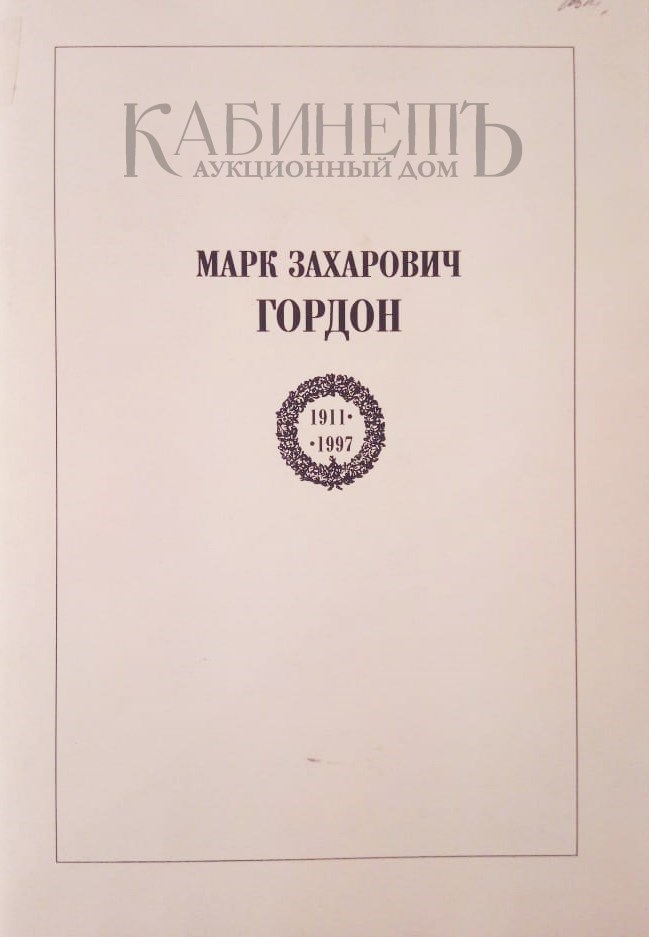 КАБИНЕТЪ
АУКЦИОННЫЙ ДОМ
МАРК ЗАХАРОВИЧ
ГОРДОН
1911•
•1997